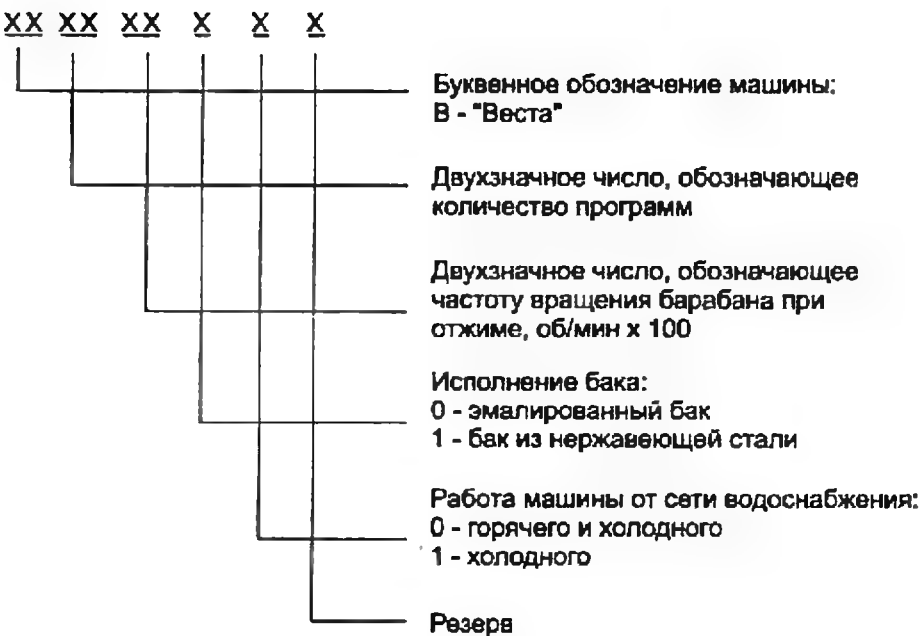 XX XX XX X X X
Буквенное обозначение машины:
В - "Веста"
Двухзначное число, обозначающее
количество программ
Двухзначное число, обозначающее
частоту вращения барабана при
отжиме, об/мин х 100
Исполнение бака:
0 - эмалированный бак
1 - бак из нержавеющей стали
Работа машины от сети водоснабжения:
0 - горячего и холодного
1 - холодного
Резерв